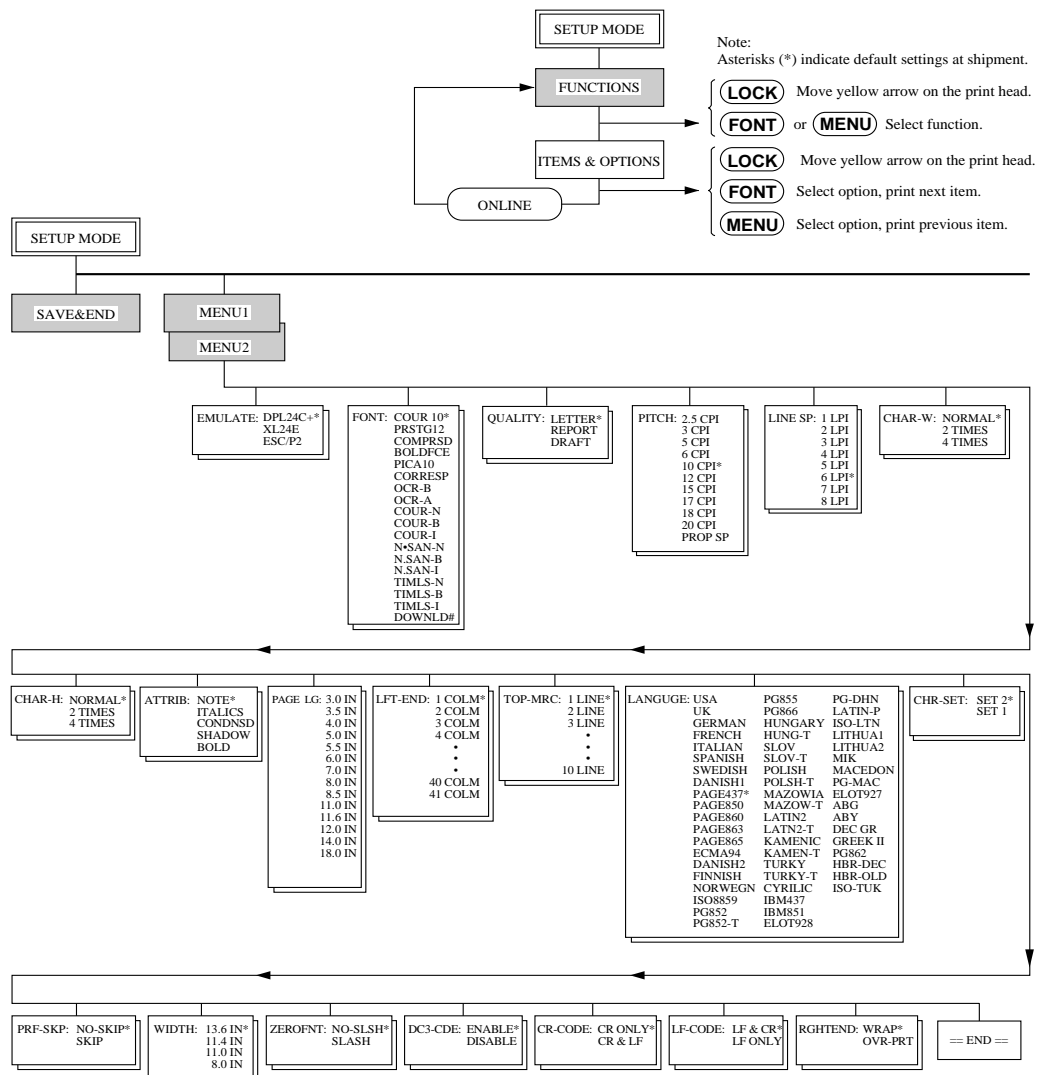 SETUP MODE
FUNCTIONS
ITEMS & OPTIONS
ONLINE
Note:
Asterisks (*) indicate default settings at shipment.
LOCK Move yellow arrow on the print head.
FONT or MENU Select function.
LOCK Move yellow arrow on the print head.
FONT Select option, print next item.
MENU Select option, print previous item.
SETUP MODE
SAVE&END
MENU1
MENU2
EMULATE: DPL24C+*
XL24E
ESC/P2
FONT: COUR 10*
PRSTG12
COMPRSD
BOLDFCE
PICA10
CORRESP
OCR-B
OCR-A
COUR-N
COUR-B
COUR-I
N•SAN-N
N.SAN-B
N.SAN-I
TIMLS-N
TIMLS-B
TIMLS-I
DOWNLD#
QUALITY: LETTER*
REPORT
DRAFT
PITCH: 2.5 CPI
3 CPI
5 CPI
6 CPI
10 CPI*
12 CPI
15 CPI
17 CPI
18 CPI
20 CPI
PROP SP
LINE SP: 1 LPI
2 LPI
3 LPI
4 LPI
5 LPI
6 LPI*
7 LPI
8 LPI
CHAR-W: NORMAL*
2 TIMES
4 TIMES
CHAR-H: NORMAL*
2 TIMES
4 TIMES
ATTRIB: NOTE*
ITALICS
CONDNSD
SHADOW
BOLD
PAGE LG: 3.0 IN
3.5 IN
4.0 IN
5.0 IN
5.5 IN
6.0 IN
7.0 IN
8.0 IN
8.5 IN
11.0 IN
11.6 IN
12.0 IN
14.0 IN
18.0 IN
LFT-END: 1 COLM*
2 COLM
3 COLM
4 COLM
•
•
•
40 COLM
41 COLM
TOP-MRC: 1 LINE*
2 LINE
3 LINE
•
•
•
10 LINE
LANGUGE: USA PG855 PG-DHN
UK PG866 LATIN-P
GERMAN HUNGARY ISO-LTN
FRENCH HUNG-T LITHUA1
ITALIAN SLOV LITHUA2
SPANISH SLOV-T MIK
SWEDISH POLISH MACEDON
DANISH1 POLSH-T PG-MAC
PAGE437* MAZOWIA ELOT927
PAGE850 MAZOW-T ABG
PAGE860 LATIN2 ABY
PAGE863 LATN2-T DEC GR
PAGE865 KAMENIC GREEK II
ECMA94 KAMEN-T PG862
DANISH2 TURKY HBR-DEC
FINNISH TURKY-T HBR-OLD
NORWEGN CYRILIC ISO-TUK
ISO8859 IBM437
PG852 IBM851
PG852-T ELOT928
CHR-SET: SET 2*
SET 1
PRF-SKP: NO-SKIP*
SKIP
WIDTH: 13.6 IN*
11.4 IN
11.0 IN
8.0 IN
ZEROFNT: NO-SLSH*
SLASH
DC3-CDE: ENABLE*
DISABLE
CR-CODE: CR ONLY*
CR & LF
LF-CODE: LF & CR*
LF ONLY
RGHTEND: WRAP*
OVR-PRT
== END ==